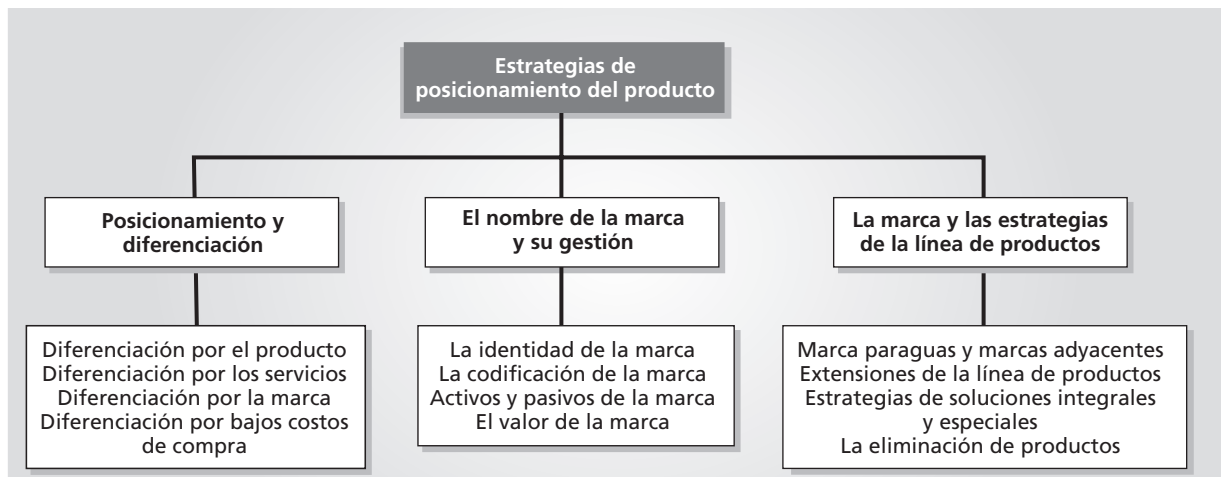 Estrategias de
posicionamiento del producto
Posicionamiento y
diferenciación
Diferenciación por el producto
Diferenciación por los servicios
Diferenciación por la marca
Diferenciación por bajos costos
de compra
El nombre de la marca
y su gestión
La identidad de la marca
La codificación de la marca
Activos y pasivos de la marca
El valor de la marca
La marca y las estrategias
de la línea de productos
Marca paraguas y marcas adyacentes
Extensiones de la línea de productos
Estrategias de soluciones integrales
y especiales
La eliminación de productos